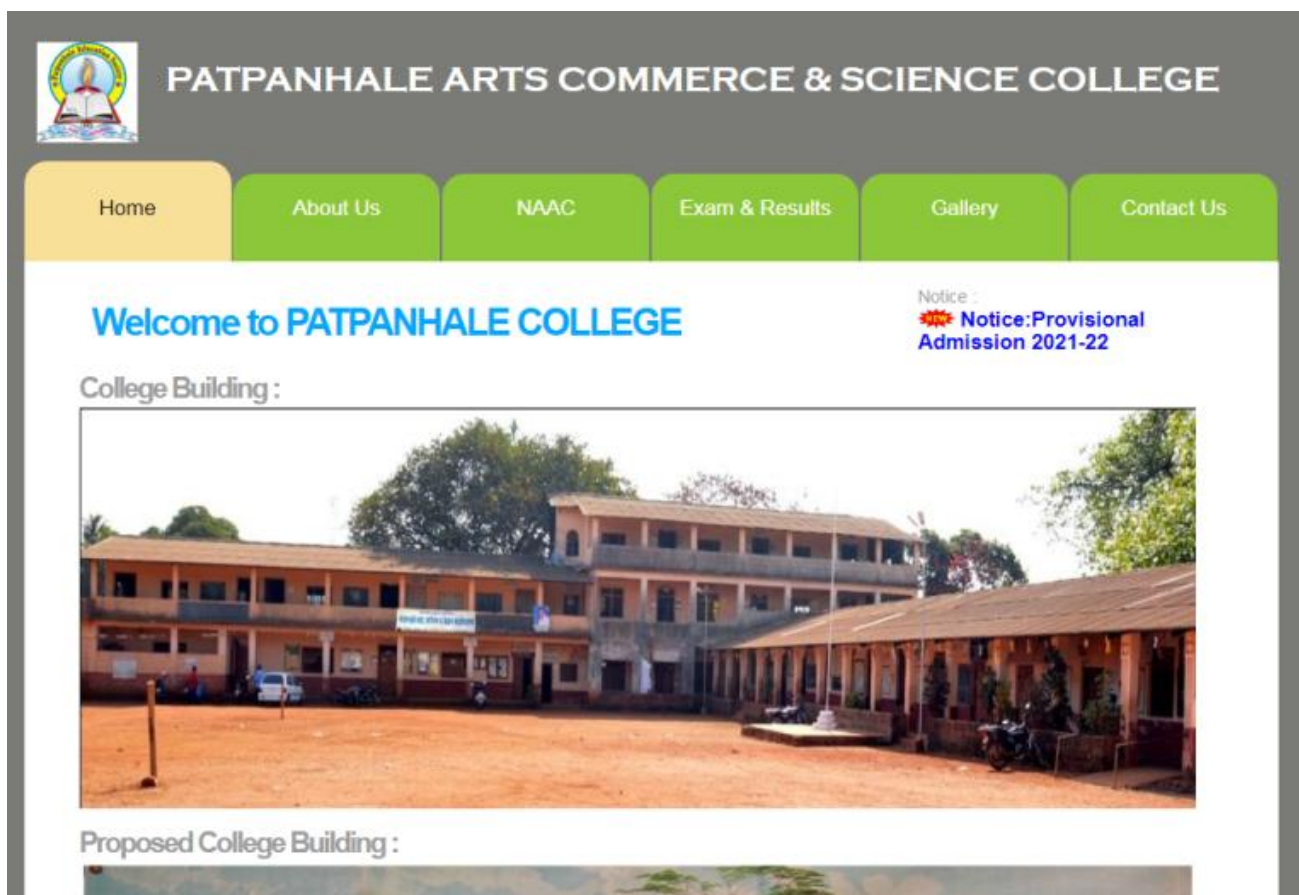 PATPANHALE ARTS COMMERCE & SCIENCE COLLEGE
Home
About Us
NAAC
Exam & Results
Gallery
Contact Us
Welcome to PATPANHALE COLLEGE
Notice :
NEW Notice:Provisional
Admission 2021-22
College Building :
Proposed College Building :